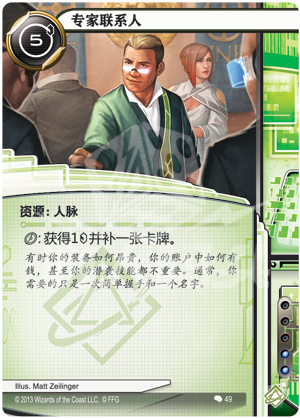 专家联系人
5
资源：人脉
：获得1并补一张卡牌。
有时你的装备如何昂贵，你的账户中如何有
钱，甚至你的潜袭技能都不重要。通常，你
需要的只是一次简单握手和一个名字。
Illus. Matt Zeilinger
© 2013 Wizards of the Coast LLC. © FFG 49